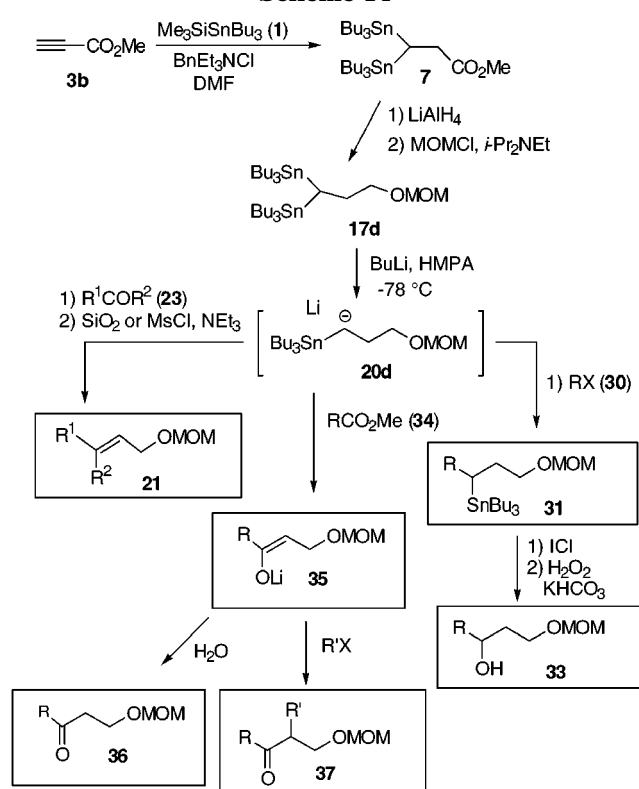 Me₃SiSnBu₃ (1)
CO₂Me
3b
BnEt₃NCl
DMF
Bu₃Sn
Bu₃Sn
CO₂Me
7
1) LiAlH₄
2) MOMCl, i-Pr₂NEt
Bu₃Sn
Bu₃Sn
OMOM
17d
BuLi, HMPA
-78 °C
1) R¹COR² (23)
2) SiO₂ or MsCl, NEt₃
Li
⊖
Bu₃Sn
OMOM
20d
1) RX (30)
RCO₂Me (34)
R¹
OMOM
R²
21
R
OMOM
SnBu₃
31
R
OMOM
OLi
35
1) ICl
2) H₂O₂
KHCO₃
R
OMOM
OH
33
H₂O
R'X
R
OMOM
O
36
R'
R
OMOM
O
37